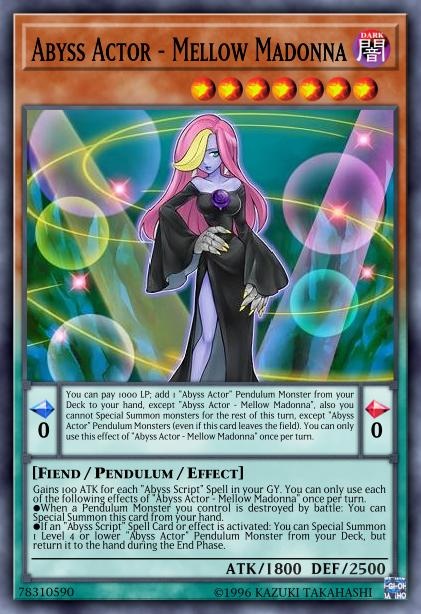 Abyss Actor - Mellow Madonna
DARK
闇
You can pay 1000 LP; add 1 "Abyss Actor" Pendulum Monster from your
Deck to your hand, except "Abyss Actor - Mellow Madonna", also you
cannot Special Summon monsters for the rest of this turn, except "Abyss
Actor" Pendulum Monsters (even if this card leaves the field). You can only
use this effect of "Abyss Actor - Mellow Madonna" once per turn.
0
0
[Fiend / Pendulum / Effect]
Gains 100 ATK for each "Abyss Script" Spell in your GY. You can only use each
of the following effects of "Abyss Actor - Mellow Madonna" once per turn.
●When a Pendulum Monster you control is destroyed by battle: You can
Special Summon this card from your hand.
●If an "Abyss Script" Spell Card or effect is activated: You can Special Summon
1 Level 4 or lower "Abyss Actor" Pendulum Monster from your Deck, but
return it to the hand during the End Phase.
ATK/1800 DEF/2500
78310590
©1996 KAZUKI TAKAHASHI